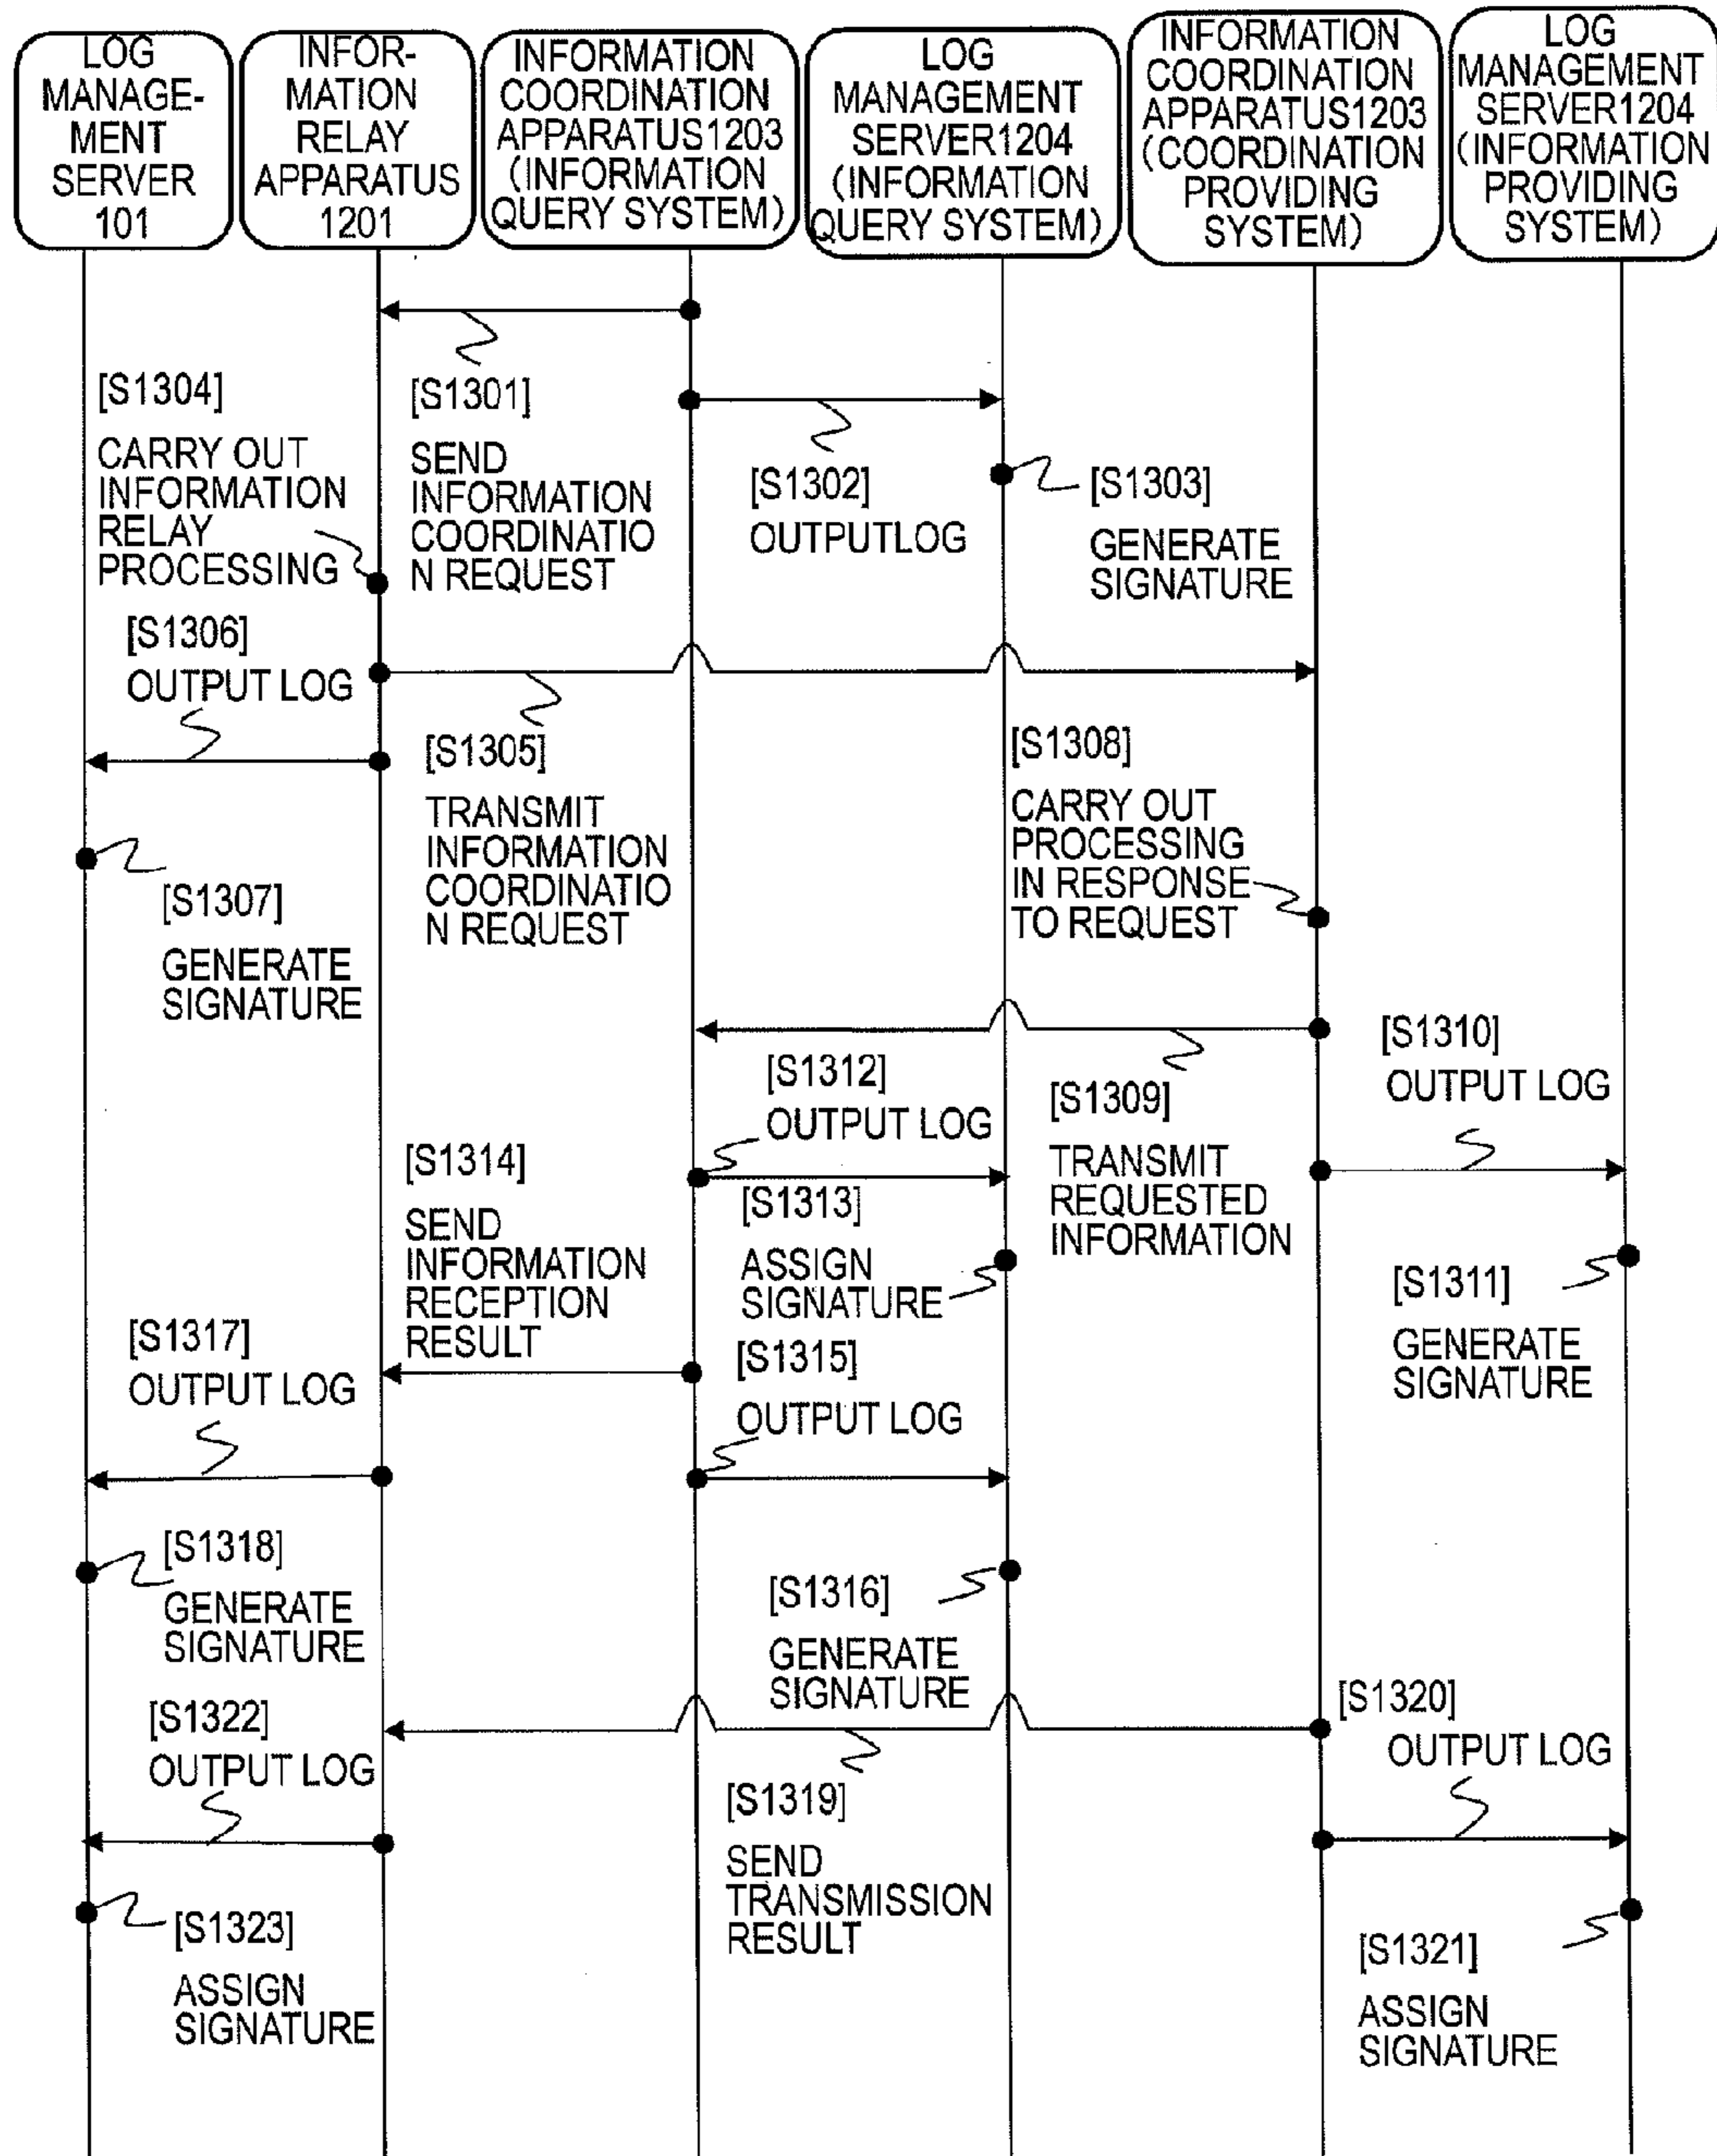 LOG
MANAGE-
MENT
SERVER
101
INFOR-
MATION
RELAY
APPARATUS
1201
INFORMATION
COORDINATION
APPARATUS1203
(INFORMATION
QUERY SYSTEM)
LOG
MANAGEMENT
SERVER1204
(INFORMATION
QUERY SYSTEM)
INFORMATION
COORDINATION
APPARATUS1203
(COORDINATION
PROVIDING
SYSTEM)
LOG
MANAGEMENT
SERVER1204
(INFORMATION
PROVIDING
SYSTEM)
[S1304]
CARRY OUT
INFORMATION
RELAY
PROCESSING
[S1301]
SEND
INFORMATION
COORDINATIO
N REQUEST
[S1302]
OUTPUTLOG
[S1303]
GENERATE
SIGNATURE
[S1306]
OUTPUT LOG
[S1305]
TRANSMIT
INFORMATION
COORDINATIO
N REQUEST
[S1308]
CARRY OUT
PROCESSING
IN RESPONSE
TO REQUEST
[S1307]
GENERATE
SIGNATURE
[S1310]
OUTPUT LOG
[S1312]
OUTPUT LOG
[S1309]
TRANSMIT
REQUESTED
INFORMATION
[S1314]
SEND
INFORMATION
RECEPTION
RESULT
[S1313]
ASSIGN
SIGNATURE
[S1311]
GENERATE
SIGNATURE
[S1317]
OUTPUT LOG
[S1315]
OUTPUT LOG
[S1318]
GENERATE
SIGNATURE
[S1316]
GENERATE
SIGNATURE
[S1322]
OUTPUT LOG
[S1320]
OUTPUT LOG
[S1319]
SEND
TRANSMISSION
RESULT
[S1323]
ASSIGN
SIGNATURE
[S1321]
ASSIGN
SIGNATURE